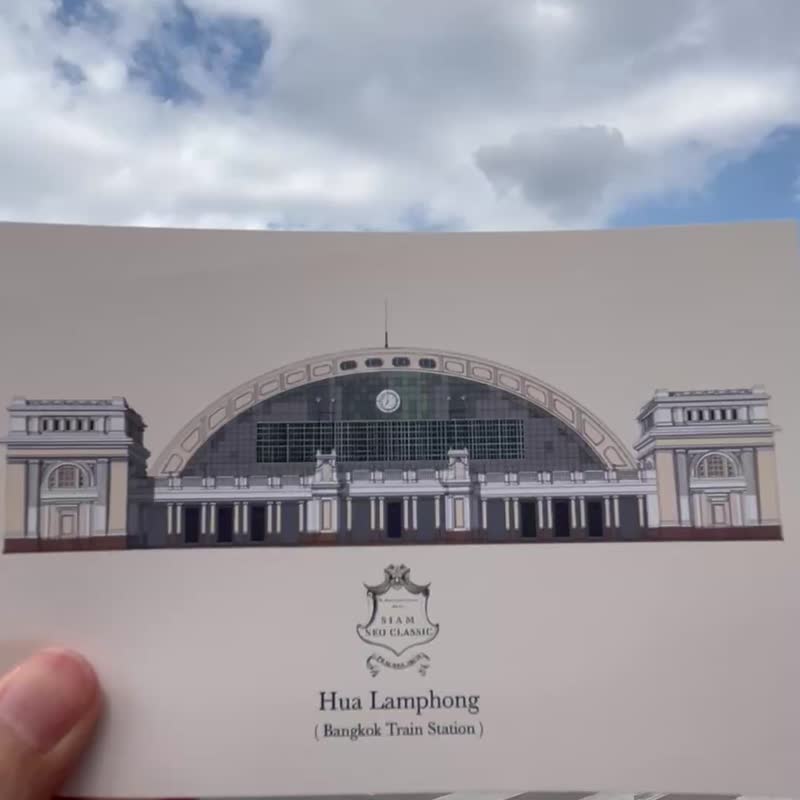 SIAM
NEO CLASSIC
Hua Lamphong
( Bangkok Train Station )